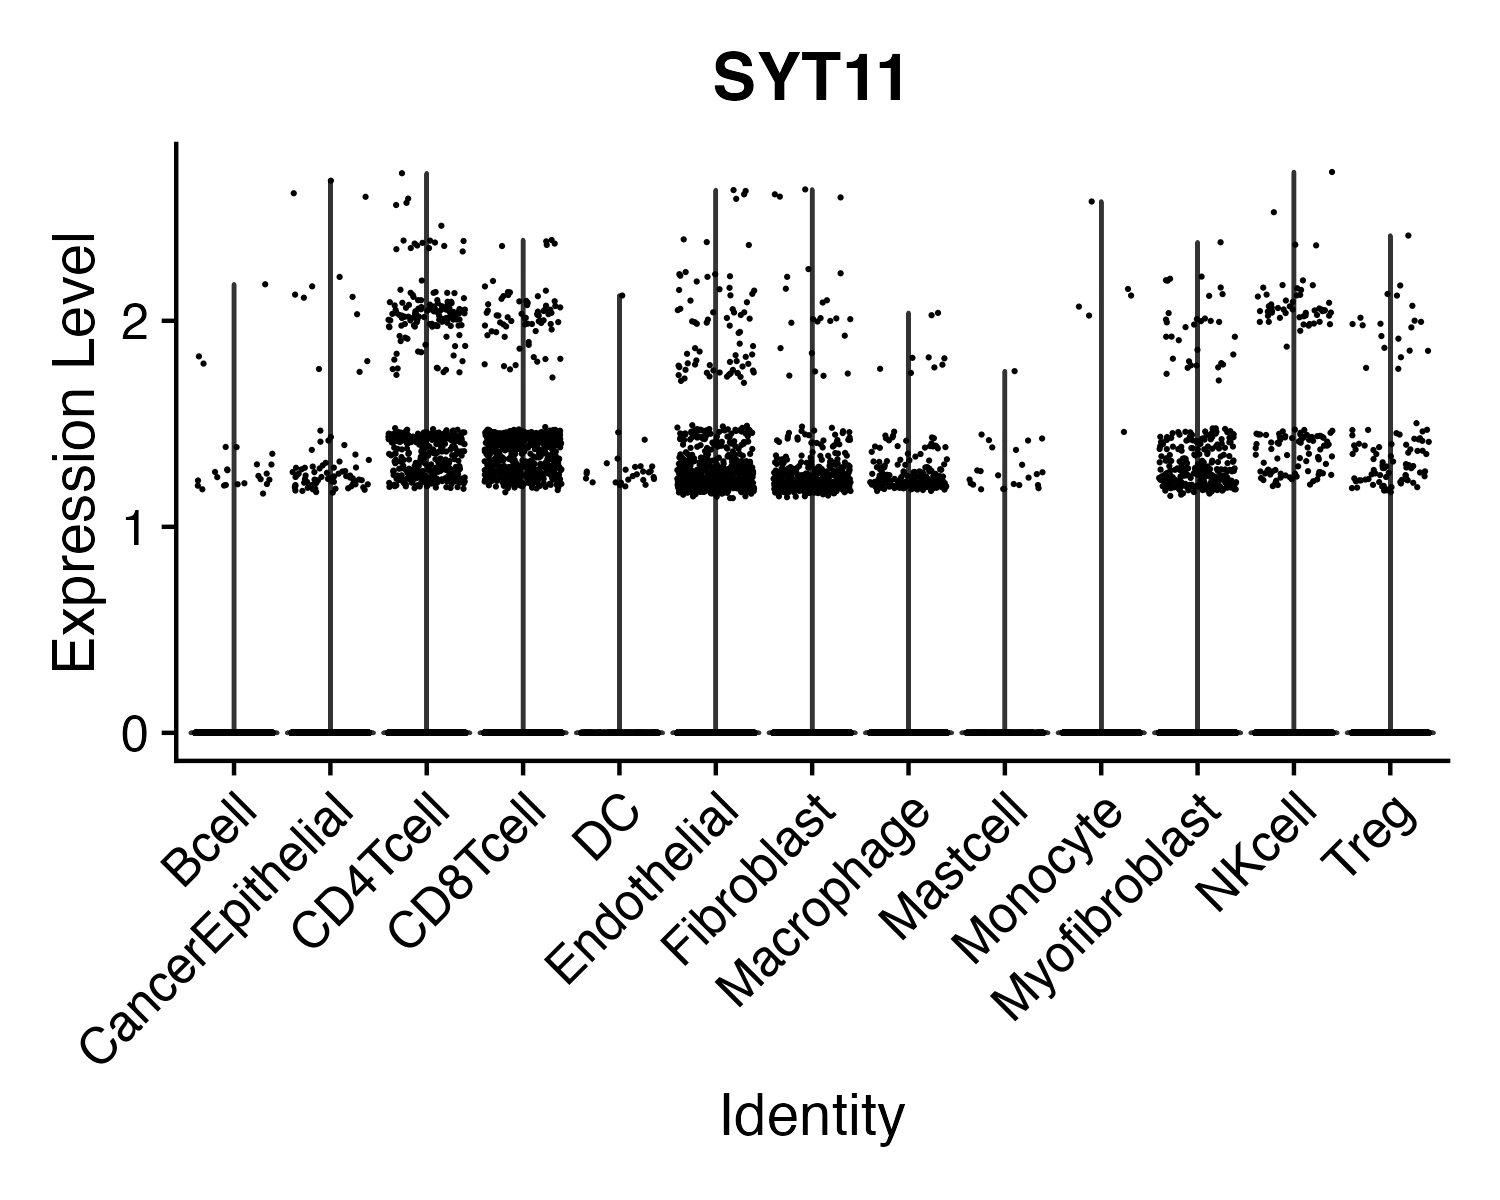 SYT11
Expression Level
2
1
0
Bcell
CancerEpithelial
CD4Tcell
CD8Tcell
DC
Endothelial
Fibroblast
Macrophage
Mastcell
Monocyte
Myofibroblast
NKcell
Treg
Identity